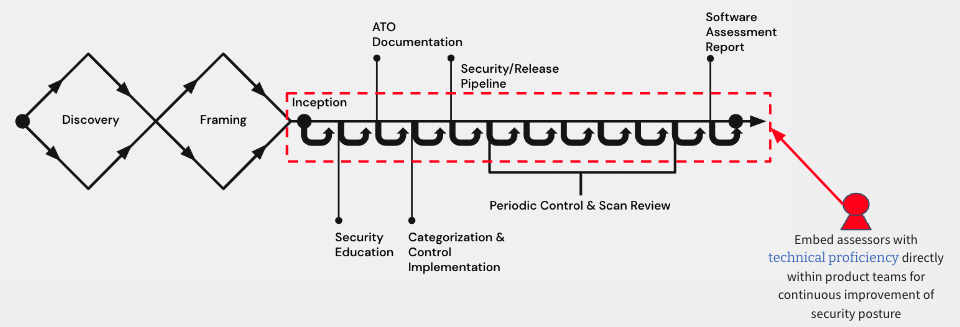 Software
Assessment
Report
ATO
Documentation
Security/Release
Pipeline
Inception
Discovery
Framing
Periodic Control & Scan Review
Security
Education
Categorization &
Control
Implementation
Embed assessors with
technical proficiency directly
within product teams for
continuous improvement of
security posture